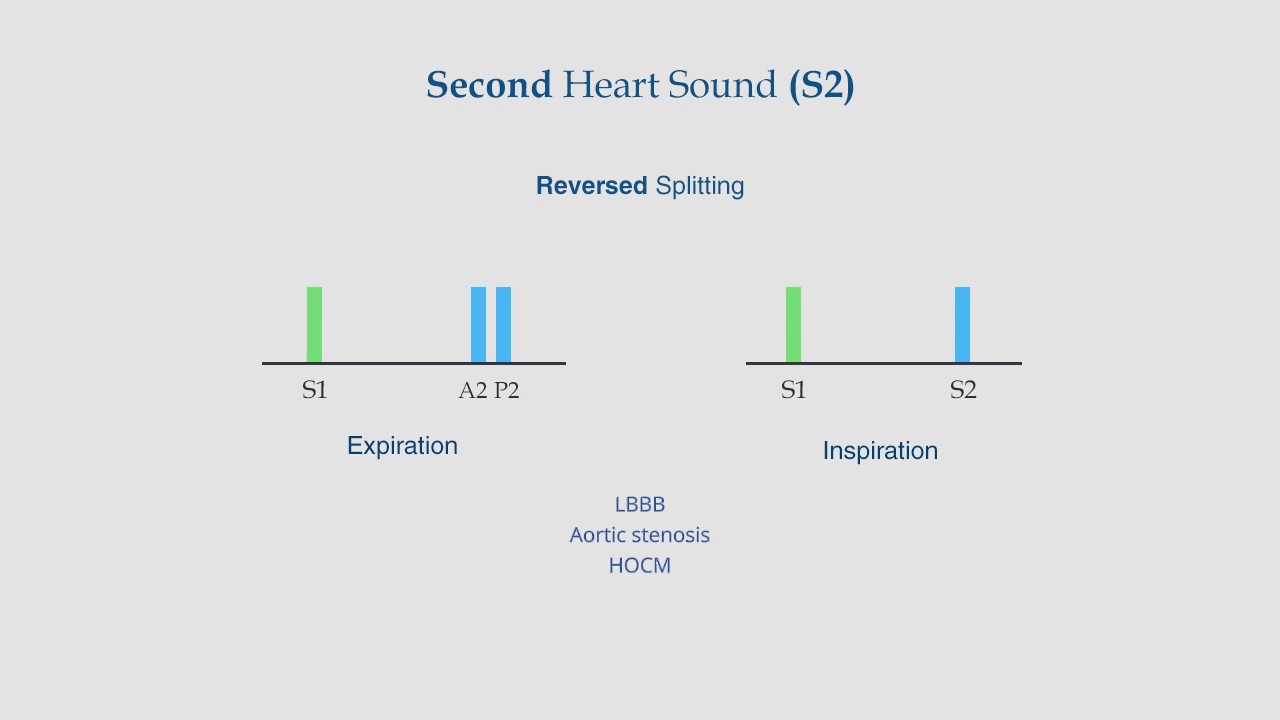 Second Heart Sound (S2)
Reversed Splitting
S1 A2 P2 S1 S2
Expiration Inspiration
LBBB
Aortic stenosis
HOCM